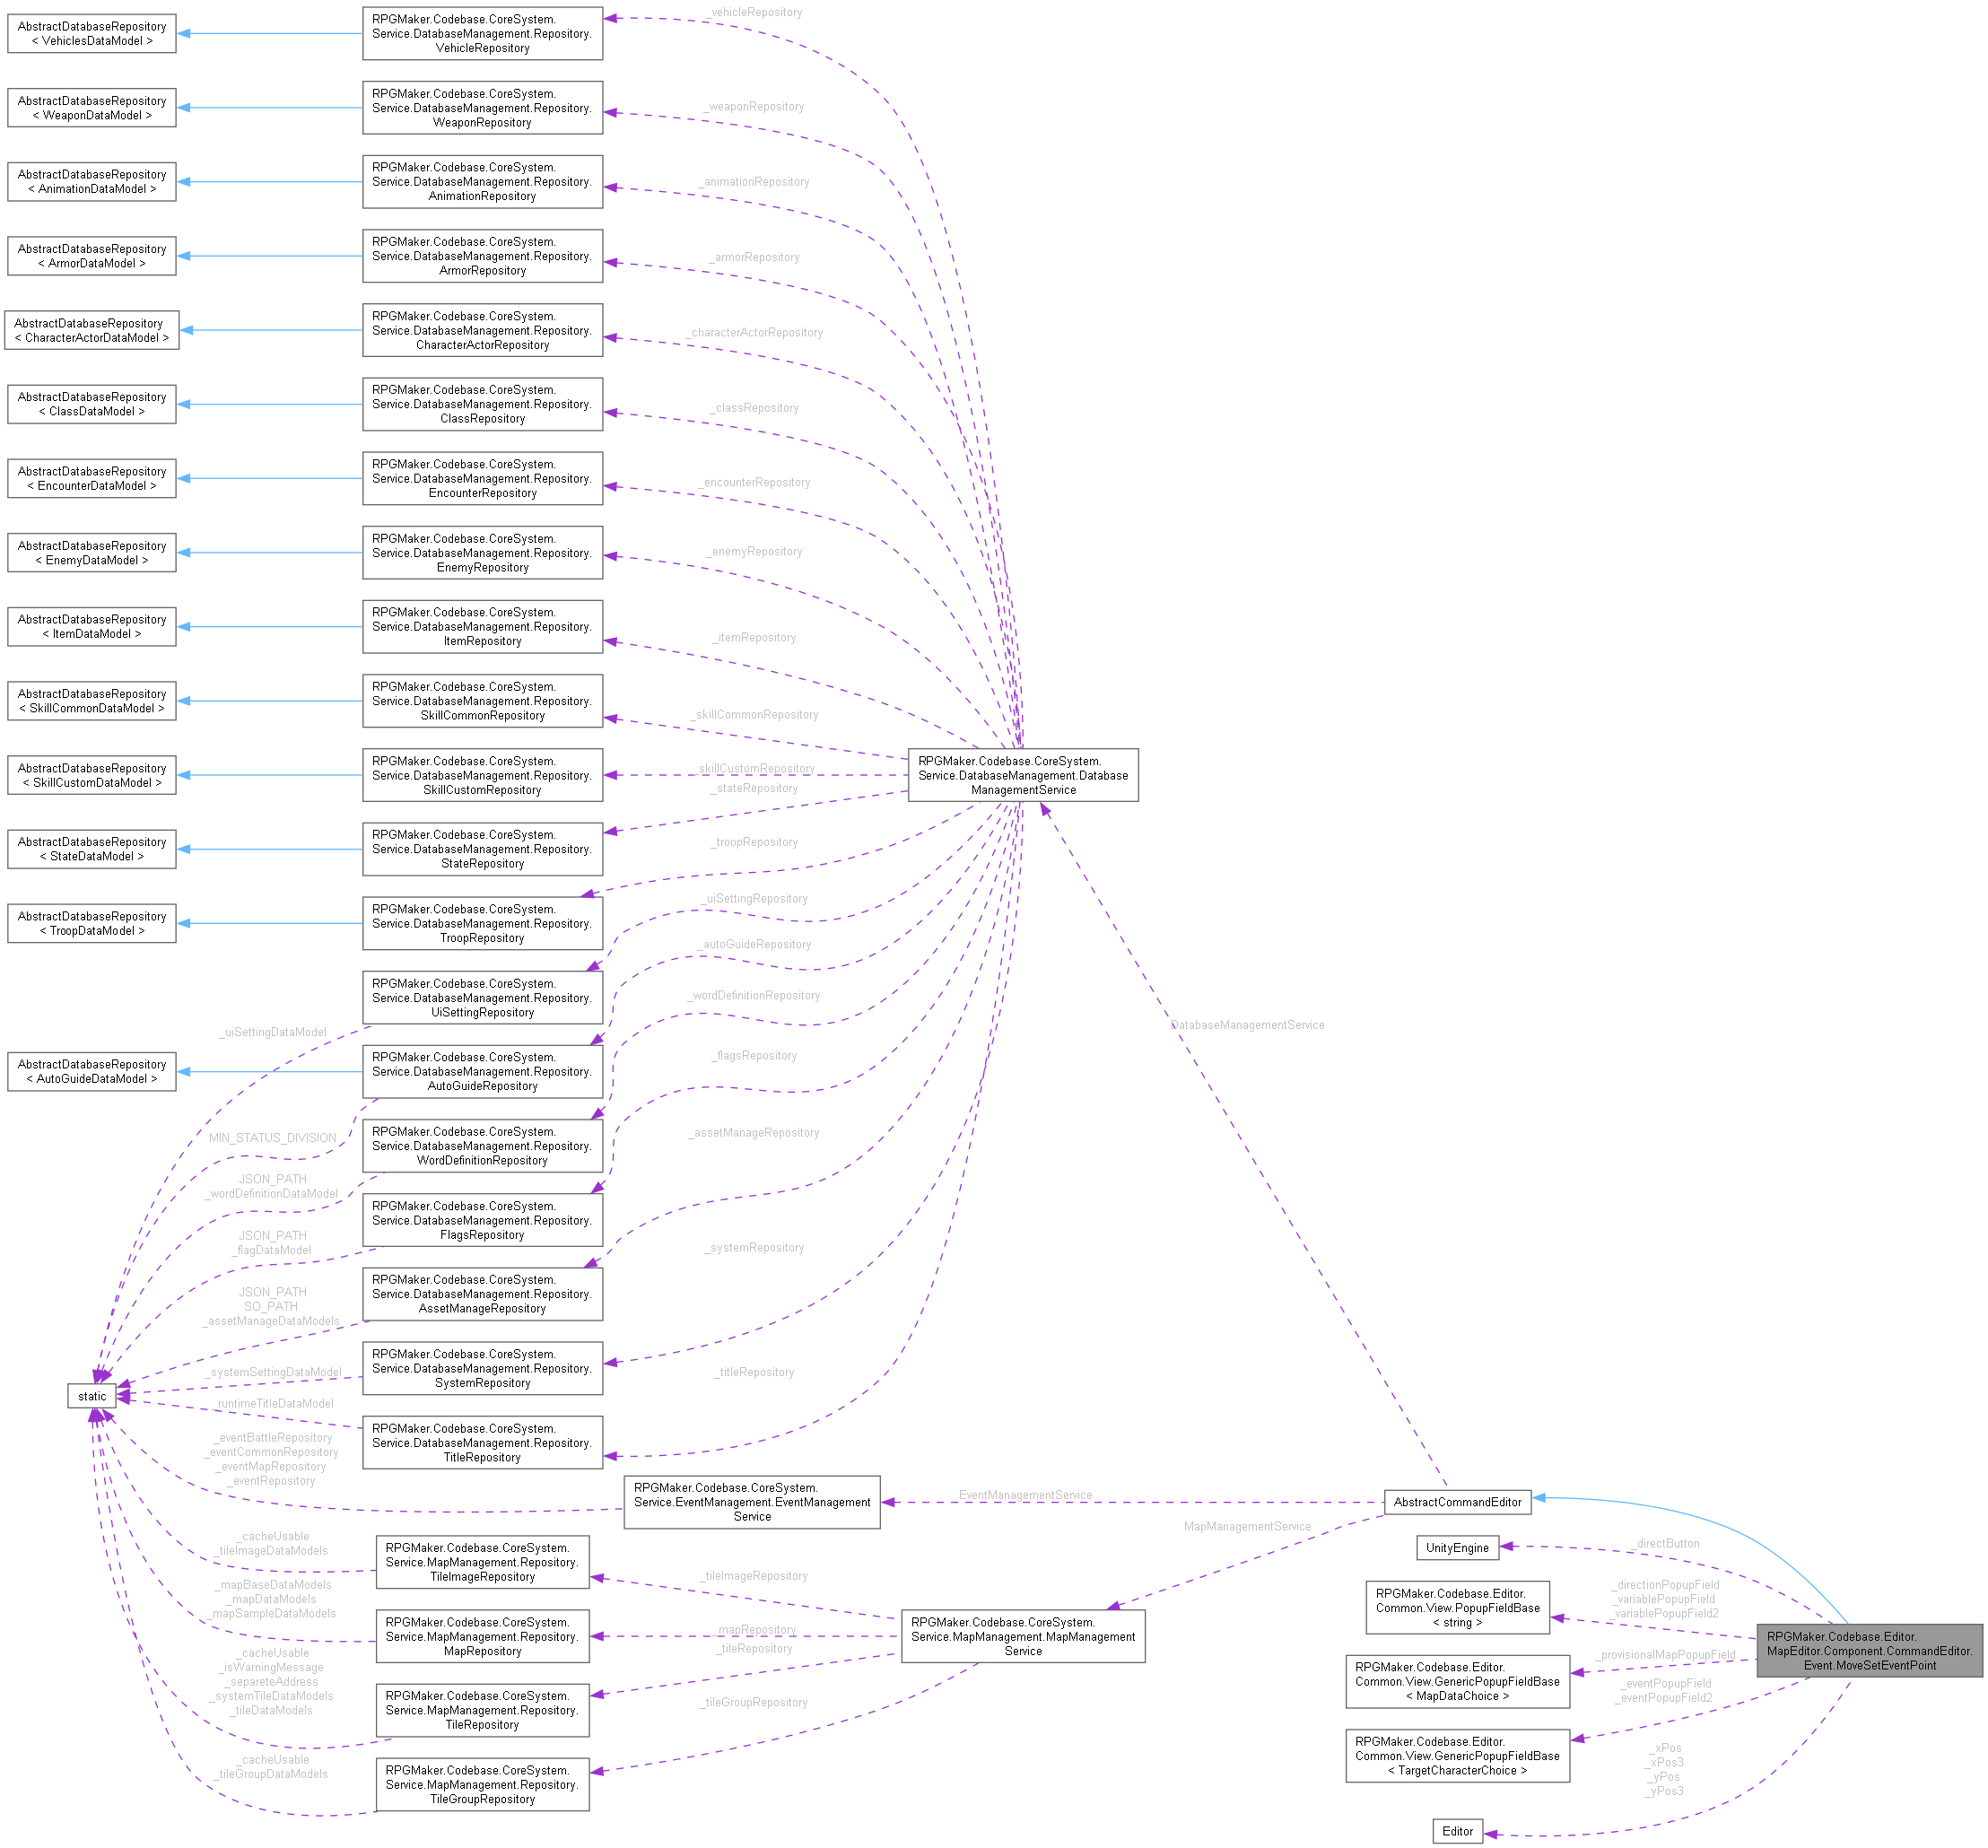 AbstractDatabaseRepository
< VehiclesDataModel >
RPGMaker.Codebase.CoreSystem.
Service.DatabaseManagement.Repository.
VehicleRepository
_vehicleRepository
AbstractDatabaseRepository
< WeaponDataModel >
RPGMaker.Codebase.CoreSystem.
Service.DatabaseManagement.Repository.
WeaponRepository
_weaponRepository
AbstractDatabaseRepository
< AnimationDataModel >
RPGMaker.Codebase.CoreSystem.
Service.DatabaseManagement.Repository.
AnimationRepository
_animationRepository
AbstractDatabaseRepository
< ArmorDataModel >
RPGMaker.Codebase.CoreSystem.
Service.DatabaseManagement.Repository.
ArmorRepository
_armorRepository
AbstractDatabaseRepository
< CharacterActorDataModel >
RPGMaker.Codebase.CoreSystem.
Service.DatabaseManagement.Repository.
CharacterActorRepository
_characterActorRepository
AbstractDatabaseRepository
< ClassDataModel >
RPGMaker.Codebase.CoreSystem.
Service.DatabaseManagement.Repository.
ClassRepository
_classRepository
AbstractDatabaseRepository
< EncounterDataModel >
RPGMaker.Codebase.CoreSystem.
Service.DatabaseManagement.Repository.
EncounterRepository
_encounterRepository
AbstractDatabaseRepository
< EnemyDataModel >
RPGMaker.Codebase.CoreSystem.
Service.DatabaseManagement.Repository.
EnemyRepository
_enemyRepository
AbstractDatabaseRepository
< ItemDataModel >
RPGMaker.Codebase.CoreSystem.
Service.DatabaseManagement.Repository.
ItemRepository
_itemRepository
AbstractDatabaseRepository
< SkillCommonDataModel >
RPGMaker.Codebase.CoreSystem.
Service.DatabaseManagement.Repository.
SkillCommonRepository
_skillCommonRepository
AbstractDatabaseRepository
< SkillCustomDataModel >
RPGMaker.Codebase.CoreSystem.
Service.DatabaseManagement.Repository.
SkillCustomRepository
_skillCustomRepository
RPGMaker.Codebase.CoreSystem.
Service.DatabaseManagement.Database
ManagementService
AbstractDatabaseRepository
< StateDataModel >
RPGMaker.Codebase.CoreSystem.
Service.DatabaseManagement.Repository.
StateRepository
_stateRepository
AbstractDatabaseRepository
< TroopDataModel >
RPGMaker.Codebase.CoreSystem.
Service.DatabaseManagement.Repository.
TroopRepository
_troopRepository
RPGMaker.Codebase.CoreSystem.
Service.DatabaseManagement.Repository.
UiSettingRepository
_uiSettingRepository
_uiSettingDataModel
DatabaseManagementService
AbstractDatabaseRepository
< AutoGuideDataModel >
RPGMaker.Codebase.CoreSystem.
Service.DatabaseManagement.Repository.
AutoGuideRepository
_autoGuideRepository
MIN_STATUS_DIVISION
RPGMaker.Codebase.CoreSystem.
Service.DatabaseManagement.Repository.
WordDefinitionRepository
_wordDefinitionRepository
JSON_PATH
_wordDefinitionDataModel
RPGMaker.Codebase.CoreSystem.
Service.DatabaseManagement.Repository.
FlagsRepository
_flagsRepository
JSON_PATH
_flagDataModel
RPGMaker.Codebase.CoreSystem.
Service.DatabaseManagement.Repository.
AssetManageRepository
_assetManageRepository
JSON_PATH
SO_PATH
_assetManageDataModels
static
RPGMaker.Codebase.CoreSystem.
Service.DatabaseManagement.Repository.
SystemRepository
_systemRepository
_systemSettingDataModel
RPGMaker.Codebase.CoreSystem.
Service.DatabaseManagement.Repository.
TitleRepository
_titleRepository
runtimeTitleDataModel
_eventBattleRepository
_eventCommonRepository
_eventMapRepository
_eventRepository
RPGMaker.Codebase.CoreSystem.
Service.EventManagement.EventManagement
Service
EventManagementService
AbstractCommandEditor
MapManagementService
_cacheUsable
_tileImageDataModels
RPGMaker.Codebase.CoreSystem.
Service.MapManagement.Repository.
TileImageRepository
_tileImageRepository
UnityEngine
_directButton
_mapBaseDataModels
_mapDataModels
_mapSampleDataModels
RPGMaker.Codebase.CoreSystem.
Service.MapManagement.Repository.
MapRepository
_mapRepository
RPGMaker.Codebase.CoreSystem.
Service.MapManagement.MapManagement
Service
RPGMaker.Codebase.Editor.
Common.View.PopupFieldBase
< string >
_directionPopupField
_variablePopupField
_variablePopupField2
RPGMaker.Codebase.Editor.
MapEditor.Component.CommandEditor.
Event.MoveSetEventPoint
_cacheUsable
_isWarningMessage
_separeteAddress
_systemTileDataModels
_tileDataModels
RPGMaker.Codebase.CoreSystem.
Service.MapManagement.Repository.
TileRepository
_tileRepository
RPGMaker.Codebase.Editor.
Common.View.GenericPopupFieldBase
< MapDataChoice >
_provisionalMapPopupField
_cacheUsable
_tileGroupDataModels
RPGMaker.Codebase.CoreSystem.
Service.MapManagement.Repository.
TileGroupRepository
_tileGroupRepository
RPGMaker.Codebase.Editor.
Common.View.GenericPopupFieldBase
< TargetCharacterChoice >
_eventPopupField
_eventPopupField2
_xPos
_xPos3
_yPos
_yPos3
Editor